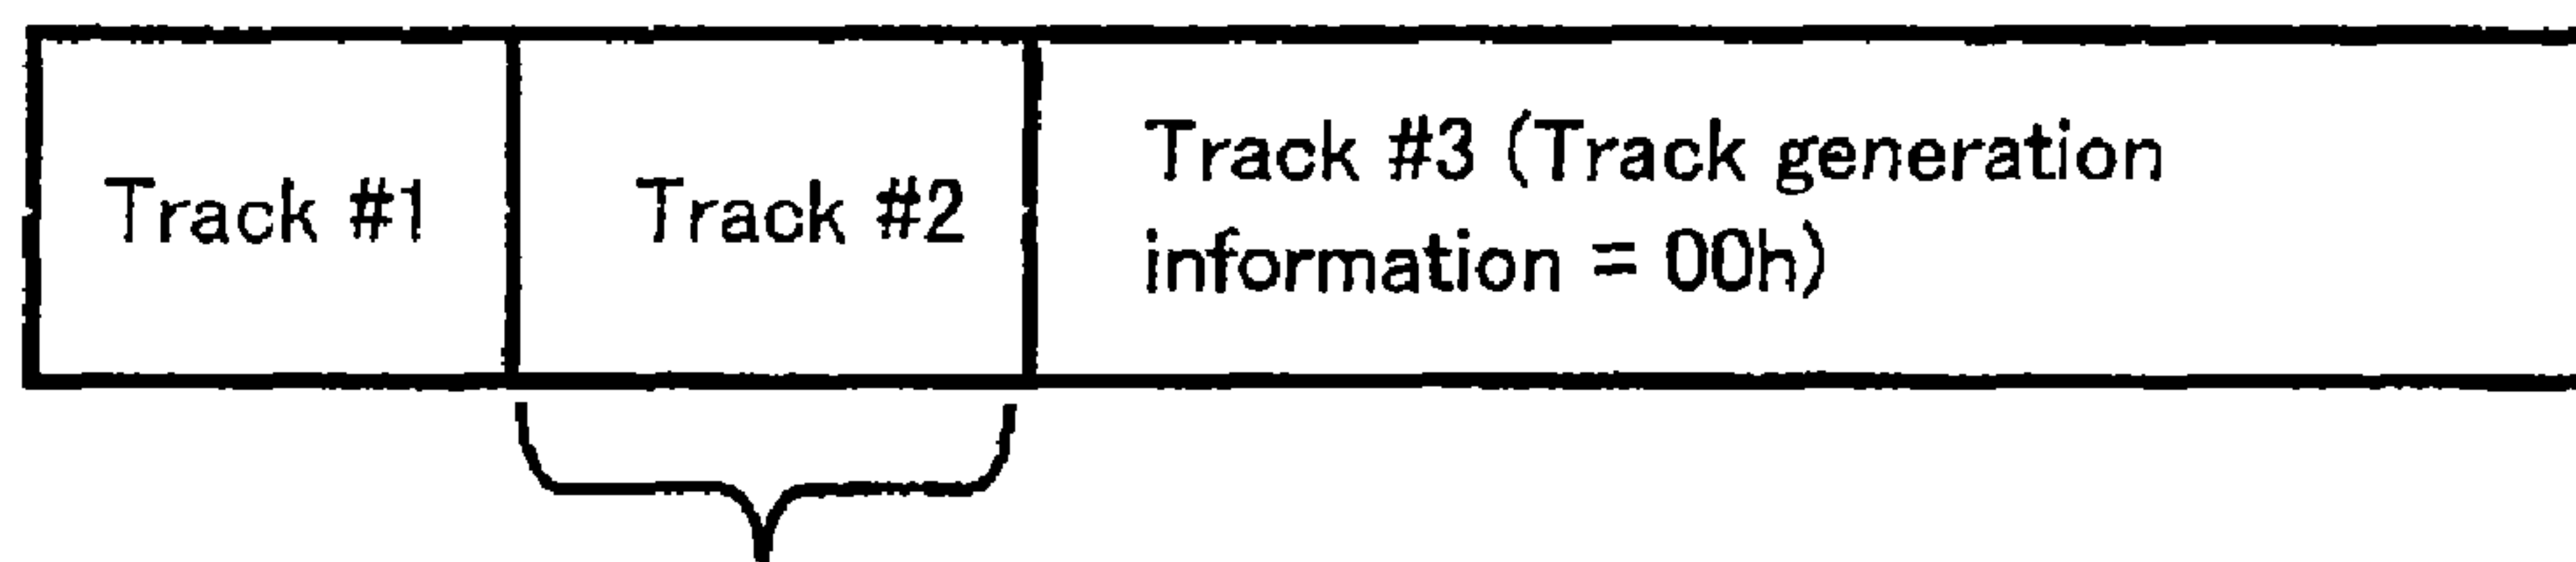 Track #1
Track #2
Track #3 (Track generation
information = 00h)